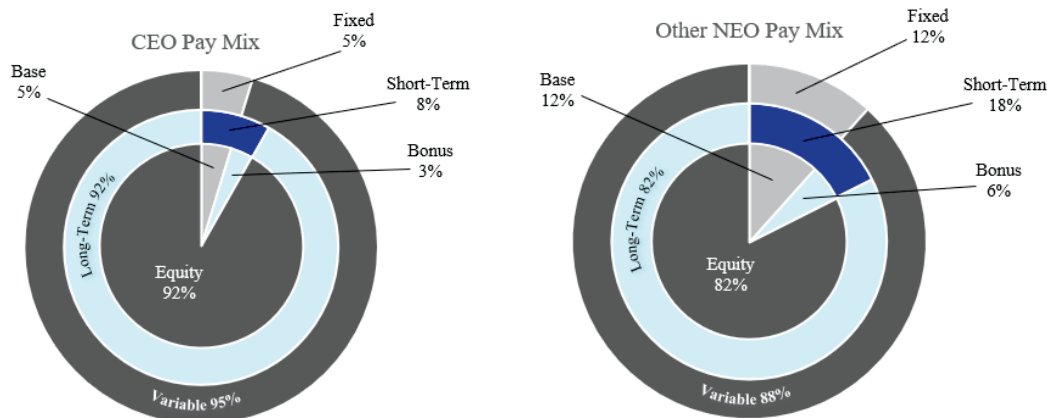 CEO Pay Mix
Fixed
5%
Base
5%
Short-Term
8%
Bonus
3%
Long-Term 92%
Equity
92%
Variable 95%
Other NEO Pay Mix
Fixed
12%
Base
12%
Short-Term
18%
Bonus
6%
Long-Term 82%
Equity
82%
Variable 88%